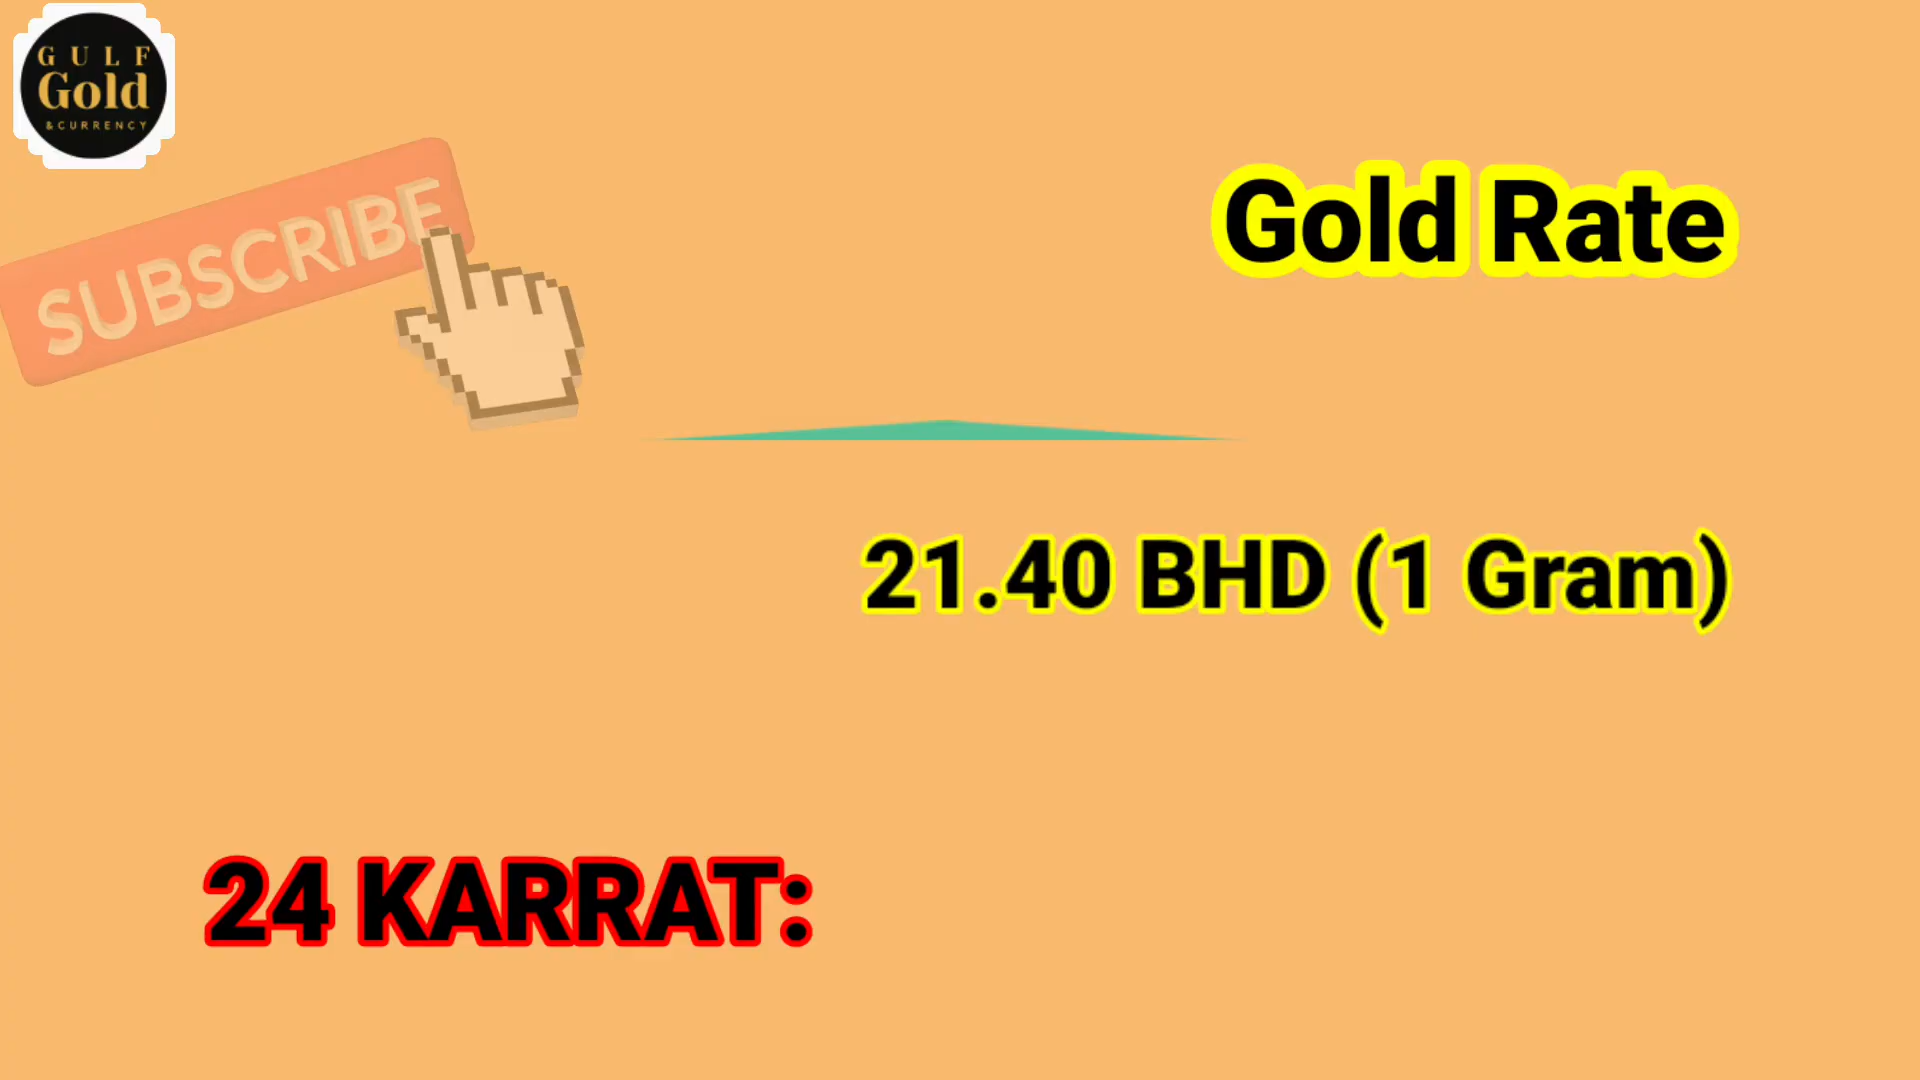 GULF
Gold
&CURRENCY
SUBSCRIBE
Gold Rate
21.40 BHD (1 Gram)
24 KARRAT: